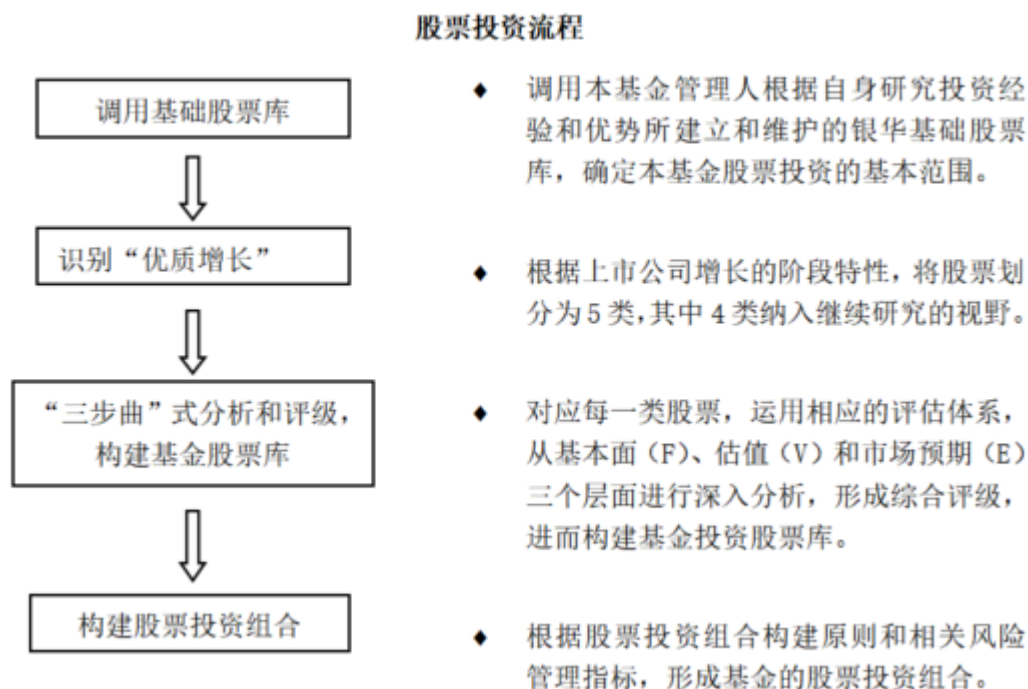 股票投资流程
调用基础股票库
◆ 调用本基金管理人根据自身研究投资经
验和优势所建立和维护的银华基础股票
库，确定本基金股票投资的基本范围。
识别“优质增长”
◆ 根据上市公司增长的阶段特性，将股票划
分为5类，其中4类纳入继续研究的视野。
“三步曲”式分析和评级，
构建基金股票库
◆ 对应每一类股票，运用相应的评估体系，
从基本面（F）、估值（V）和市场预期（E）
三个层面进行深入分析，形成综合评级，
进而构建基金投资股票库。
构建股票投资组合
◆ 根据股票投资组合构建原则和相关风险
管理指标，形成基金的股票投资组合。